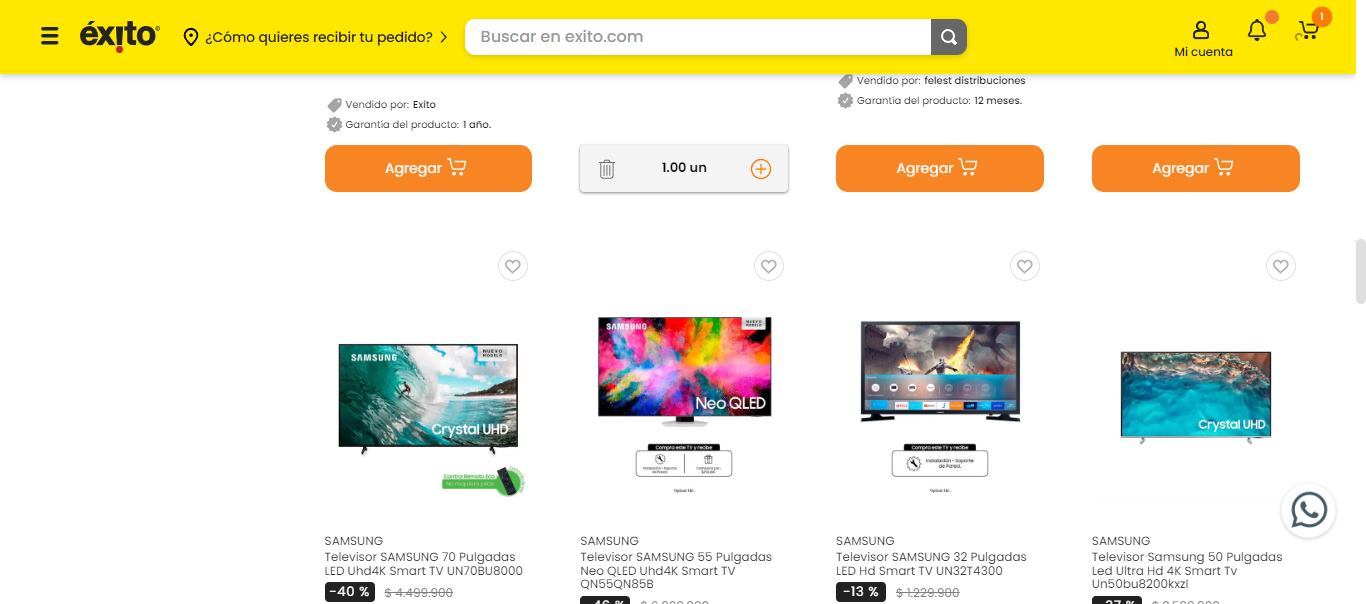 éxito
¿Cómo quieres recibir tu pedido?
Buscar en exito.com
1
Mi cuenta
Vendido por: Exito
Garantía del producto: 1 año.
Vendido por: felest distribuciones
Garantía del producto: 12 meses.
Agregar
1.00 un
Agregar
Agregar
SAMSUNG
NUEVO
MODELO
Crystal UHD
Control Remoto Eco
No requiere pilas
SAMSUNG
NUEVO
MODELO
Neo QLED
Compra este TV y recibe
Instalación + Soporte
de Pared.
Compra este TV y recibe
Instalación + Soporte
de Pared.
Crystal UHD
SAMSUNG
Televisor SAMSUNG 70 Pulgadas
LED Uhd4K Smart TV UN70BU8000
-40 % $ 4.499.900
SAMSUNG
Televisor SAMSUNG 55 Pulgadas
Neo QLED Uhd4K Smart TV
QN55QN85B
-46 %
SAMSUNG
Televisor SAMSUNG 32 Pulgadas
LED Hd Smart TV UN32T4300
-13 % $ 1.229.900
SAMSUNG
Televisor Samsung 50 Pulgadas
Led Ultra Hd 4K Smart Tv
Un50bu8200kxzl
-27 %